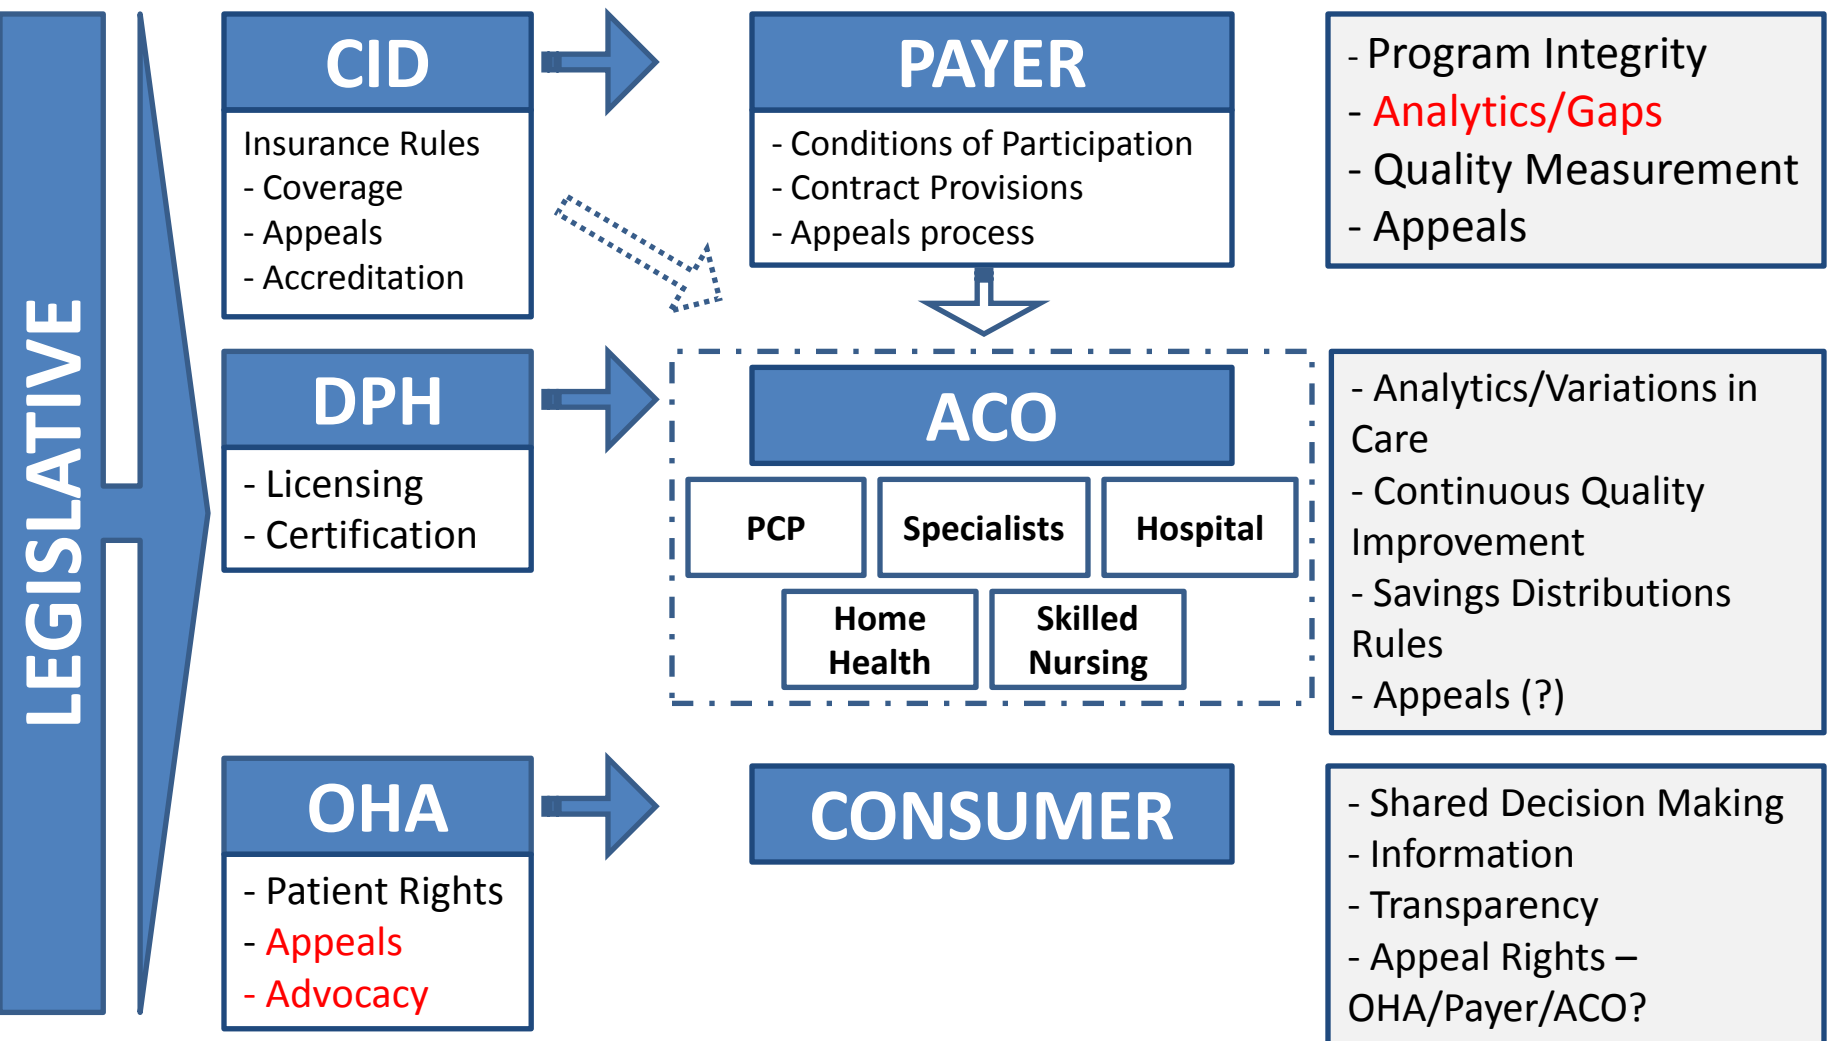 LEGISLATIVE
CID
Insurance Rules
- Coverage
- Appeals
- Accreditation
PAYER
- Conditions of Participation
- Contract Provisions
- Appeals process
- Program Integrity
- Analytics/Gaps
- Quality Measurement
- Appeals
DPH
- Licensing
- Certification
ACO
PCP
Specialists
Hospital
Home
Health
Skilled
Nursing
- Analytics/Variations in
Care
- Continuous Quality
Improvement
- Savings Distributions
Rules
- Appeals (?)
OHA
- Patient Rights
- Appeals
- Advocacy
CONSUMER
- Shared Decision Making
- Information
- Transparency
- Appeal Rights –
OHA/Payer/ACO?